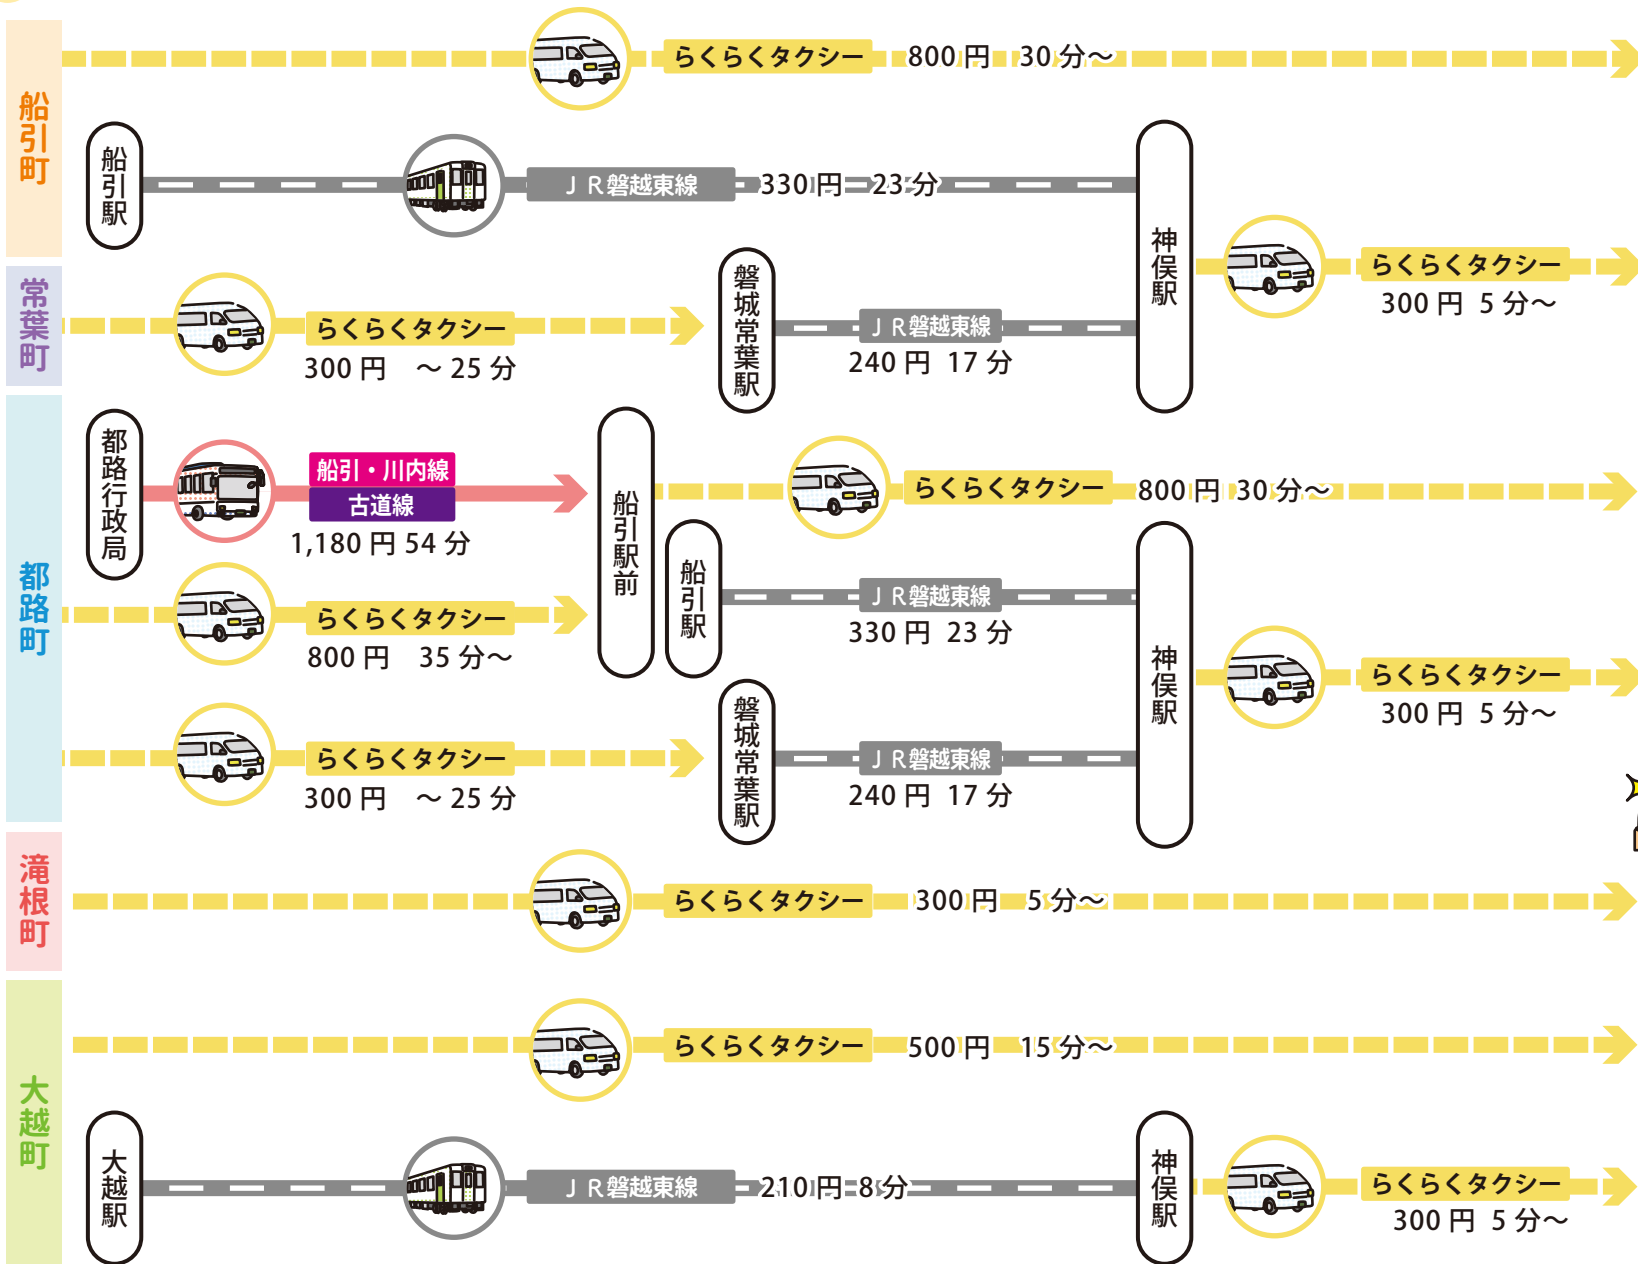 船引町
らくらくタクシー 800円 30分～
船引駅
ＪＲ磐越東線 330円 23分
神俣駅
らくらくタクシー
300円 5分～
常葉町
らくらくタクシー
300円 ～25分
磐城常葉駅
ＪＲ磐越東線
240円 17分
都路町
都路行政局
船引・川内線
古道線
1,180円 54分
船引駅前
らくらくタクシー 800円 30分～
らくらくタクシー
800円 35分～
船引駅
ＪＲ磐越東線
330円 23分
神俣駅
らくらくタクシー
300円 5分～
らくらくタクシー
300円 ～25分
磐城常葉駅
ＪＲ磐越東線
240円 17分
滝根町
らくらくタクシー 300円 5分～
大越町
らくらくタクシー 500円 15分～
大越駅
ＪＲ磐越東線 210円 8分
神俣駅
らくらくタクシー
300円 5分～